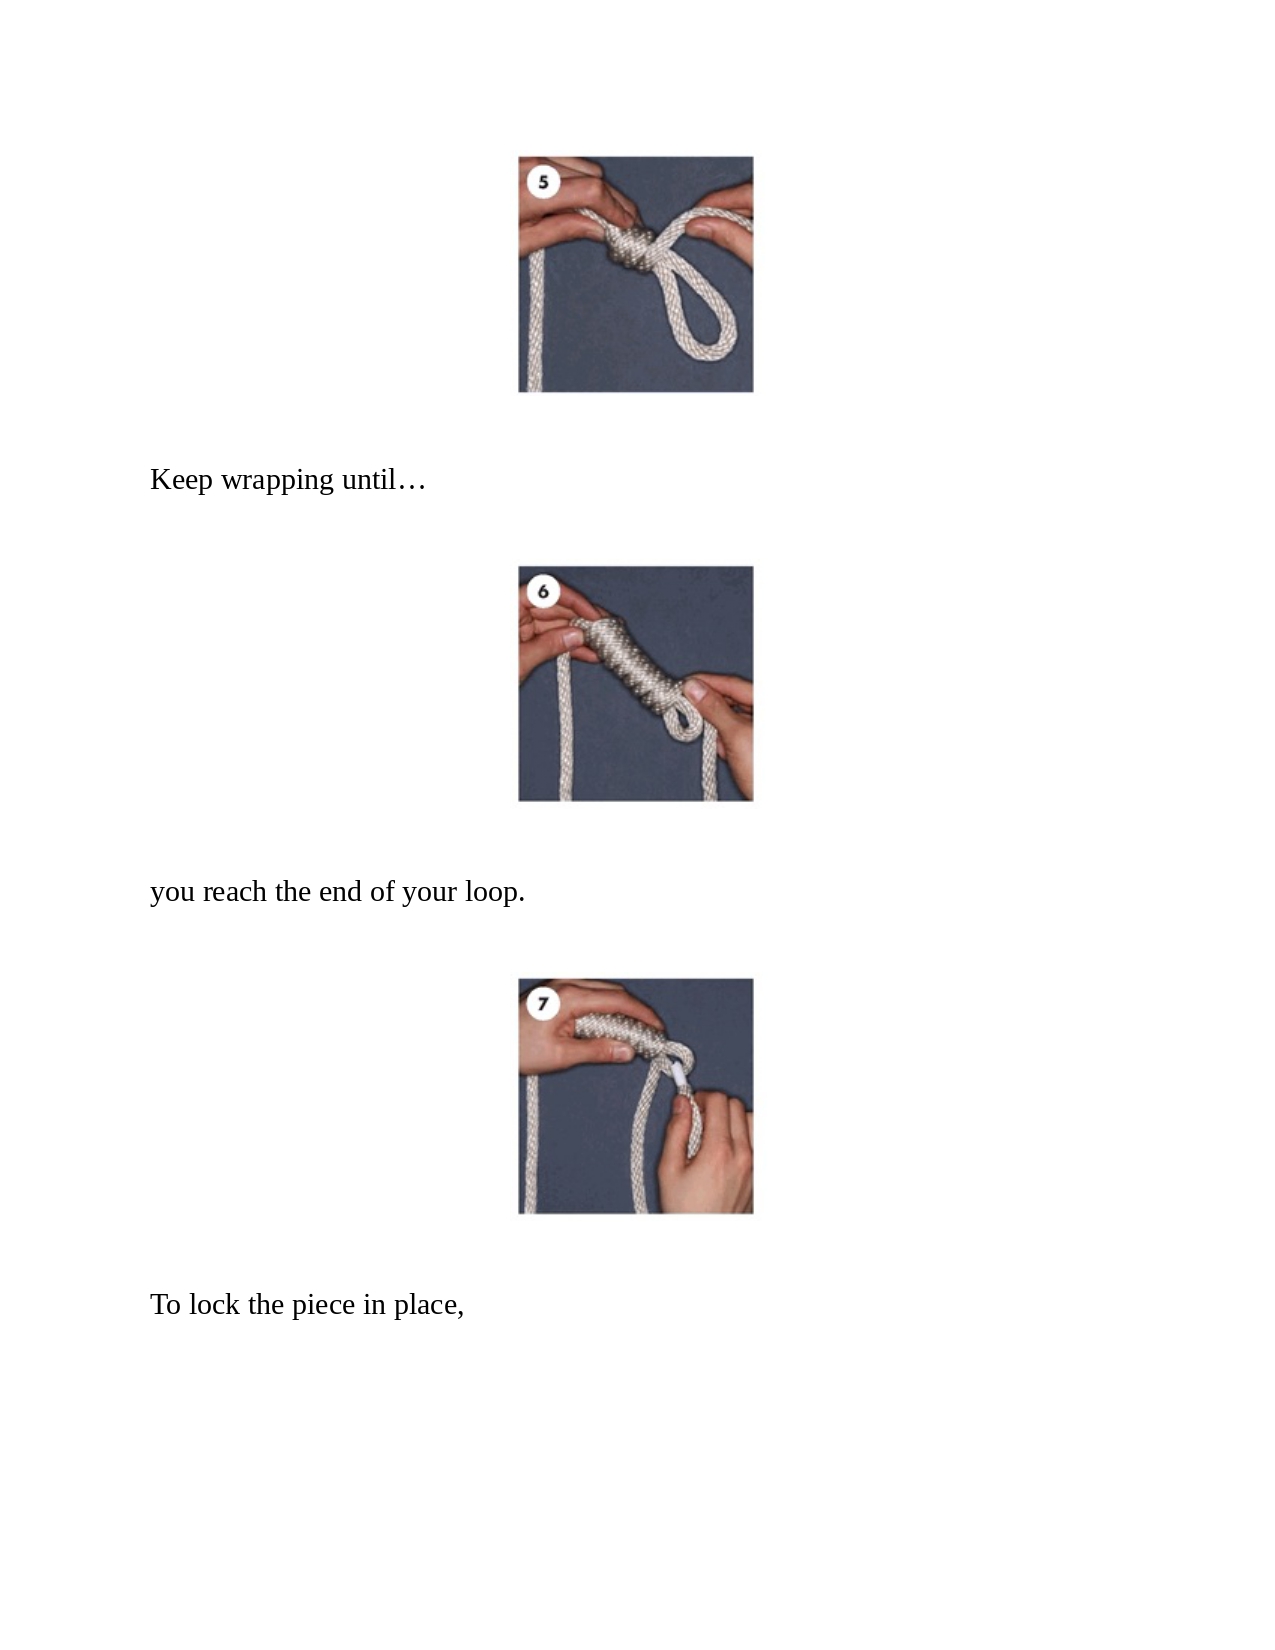 5
Keep wrapping until…
6
you reach the end of your loop.
7
To lock the piece in place,